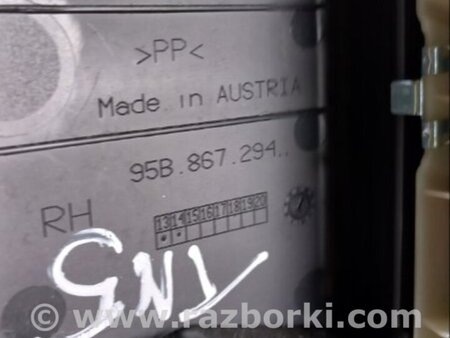 >PP<
Made in AUSTRIA
95B.867.294..
RH
13 14 15 16 17 18 19 20
© www.razborki.com